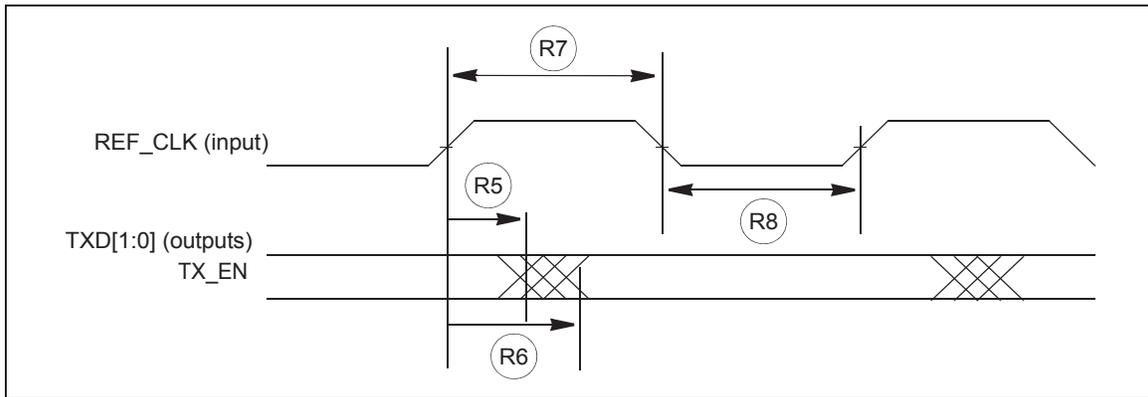 R7
REF_CLK (input)
R5
R8
TXD[1:0] (outputs)
TX_EN
R6